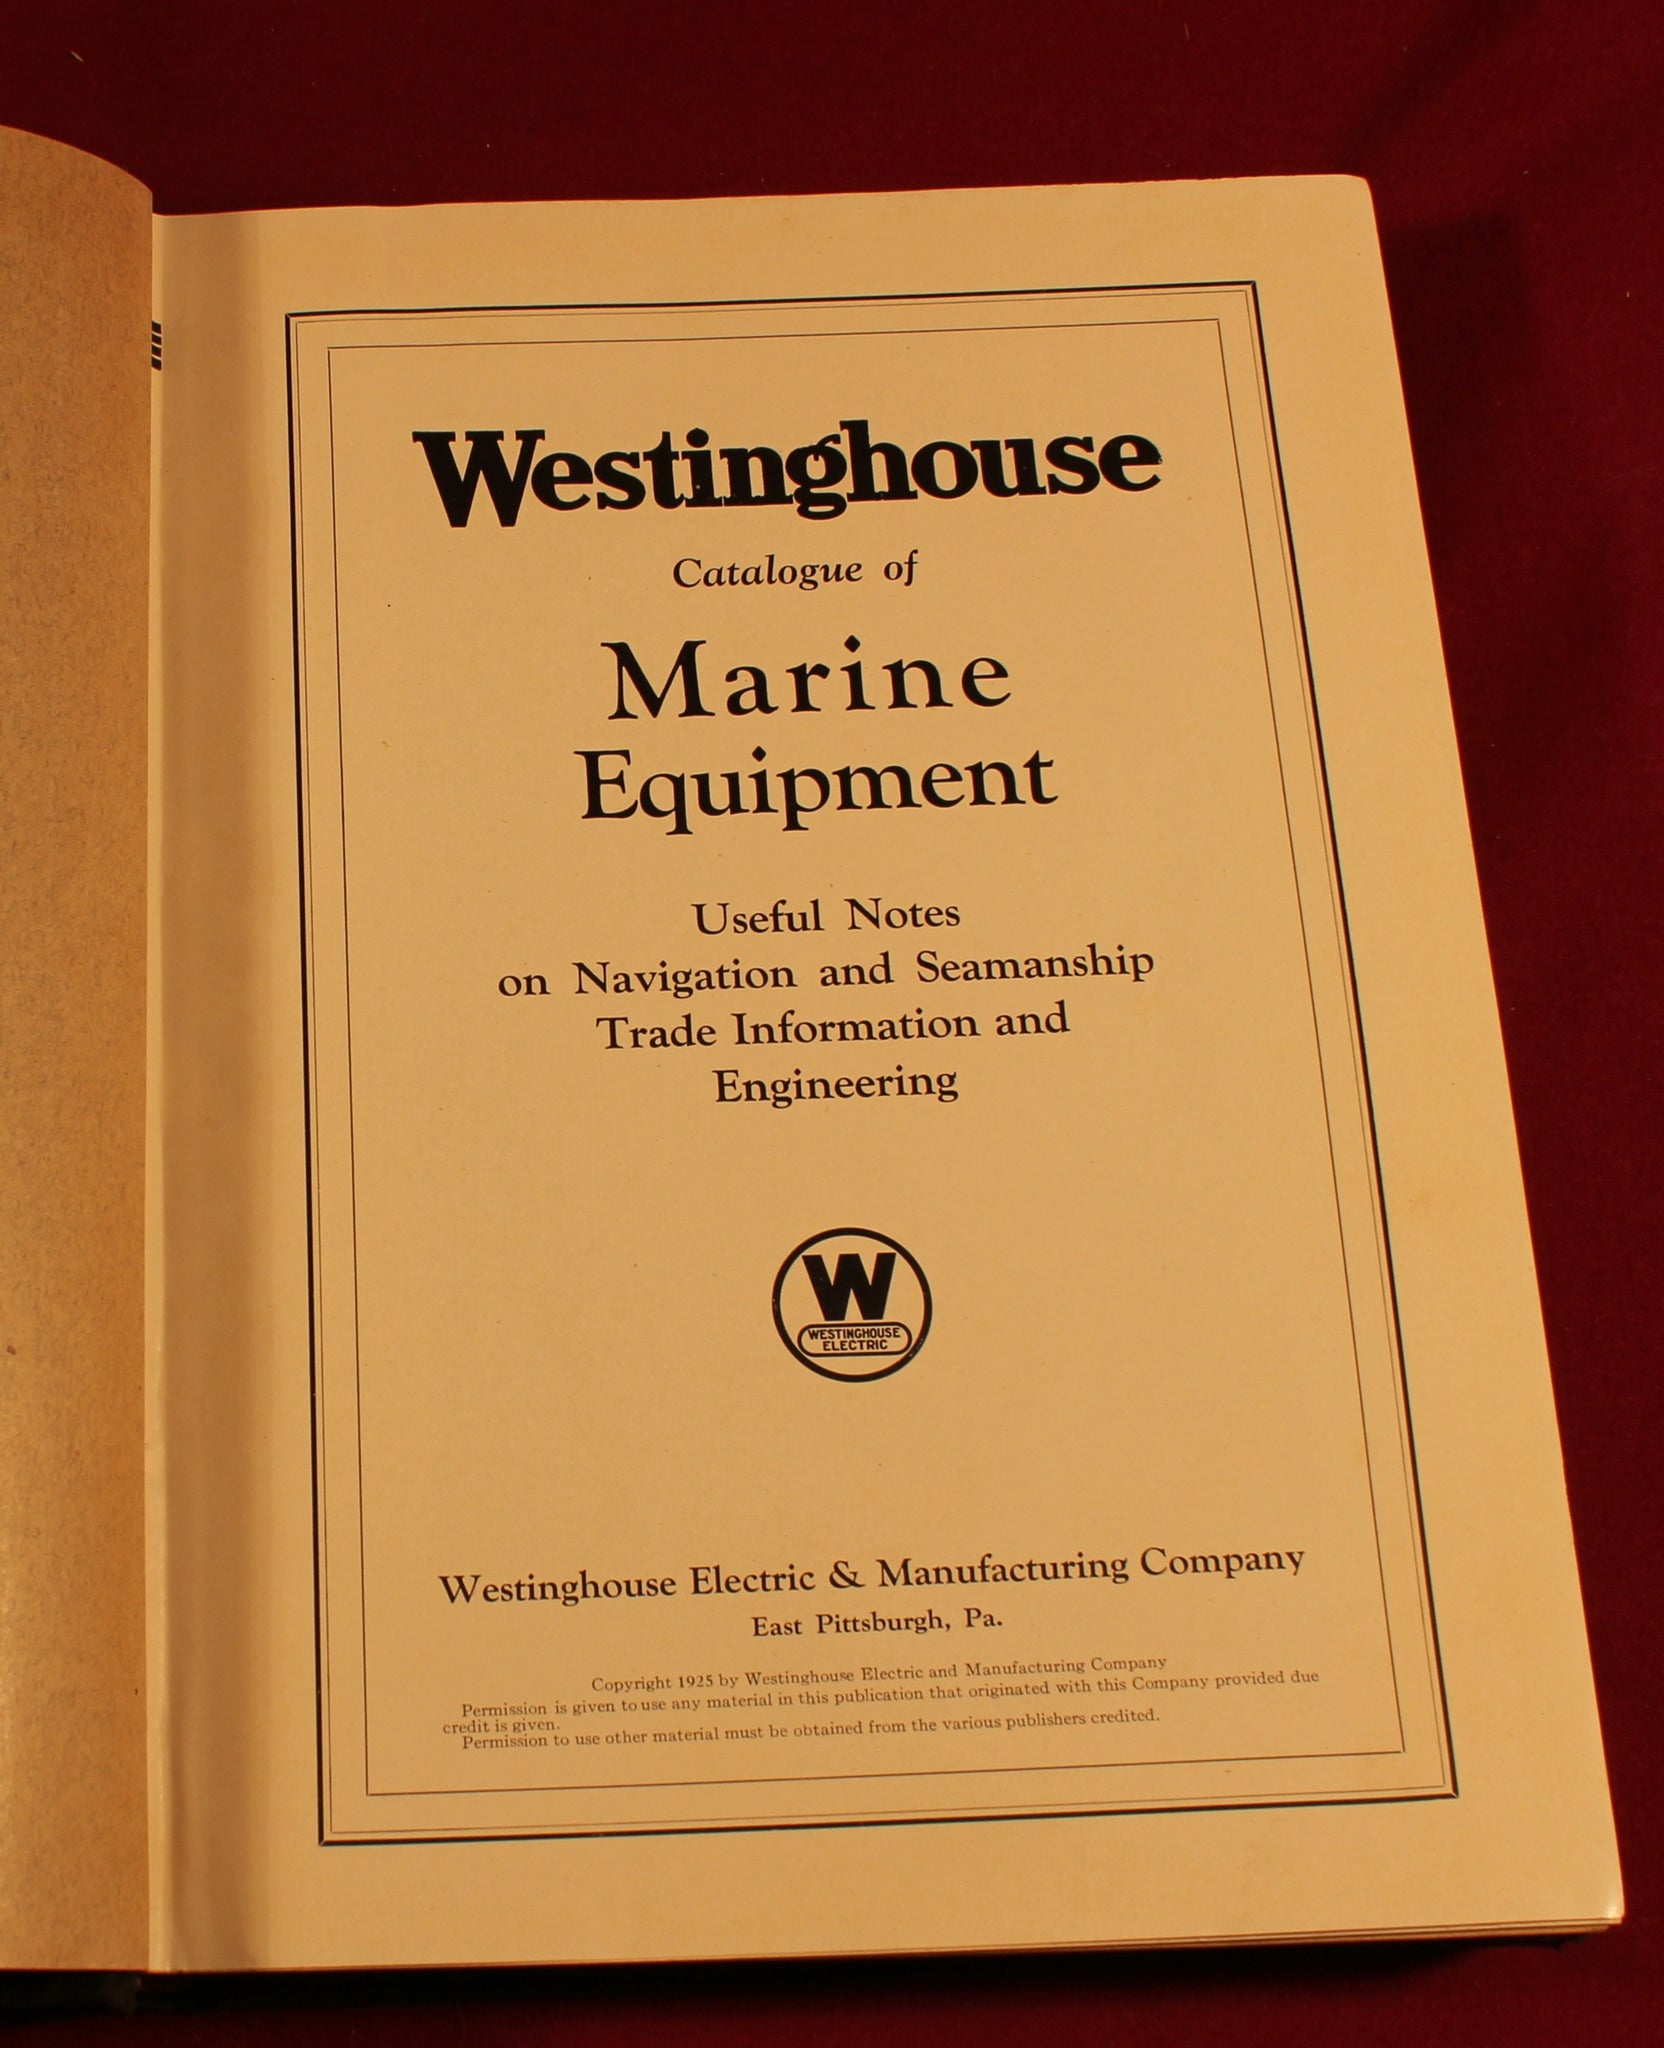 Westinghouse
Catalogue of
Marine
Equipment
Useful Notes
on Navigation and Seamanship
Trade Information and
Engineering
W
WESTINGHOUSE
ELECTRIC
Westinghouse Electric & Manufacturing Company
East Pittsburgh, Pa.
Copyright 1925 by Westinghouse Electric and Manufacturing Company
Permission is given to use any material in this publication that originated with this Company provided due
credit is given.
Permission to use other material must be obtained from the various publishers credited.